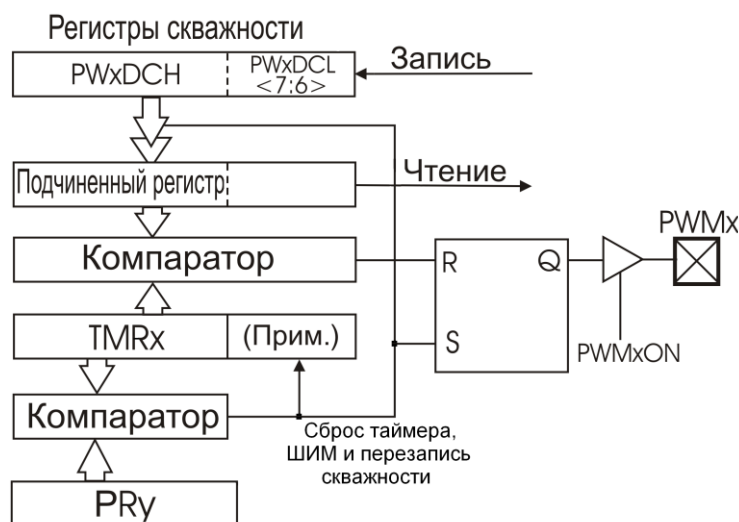 Регистры скважности
PWxDCH
PWxDCL
<7:6>
Запись
Подчиненный регистр
Чтение
PWMx
Компаратор
R
Q
TMRx
(Прим.)
S
PWMxON
Компаратор
Сброс таймера,
ШИМ и перезапись
скважности
PRy